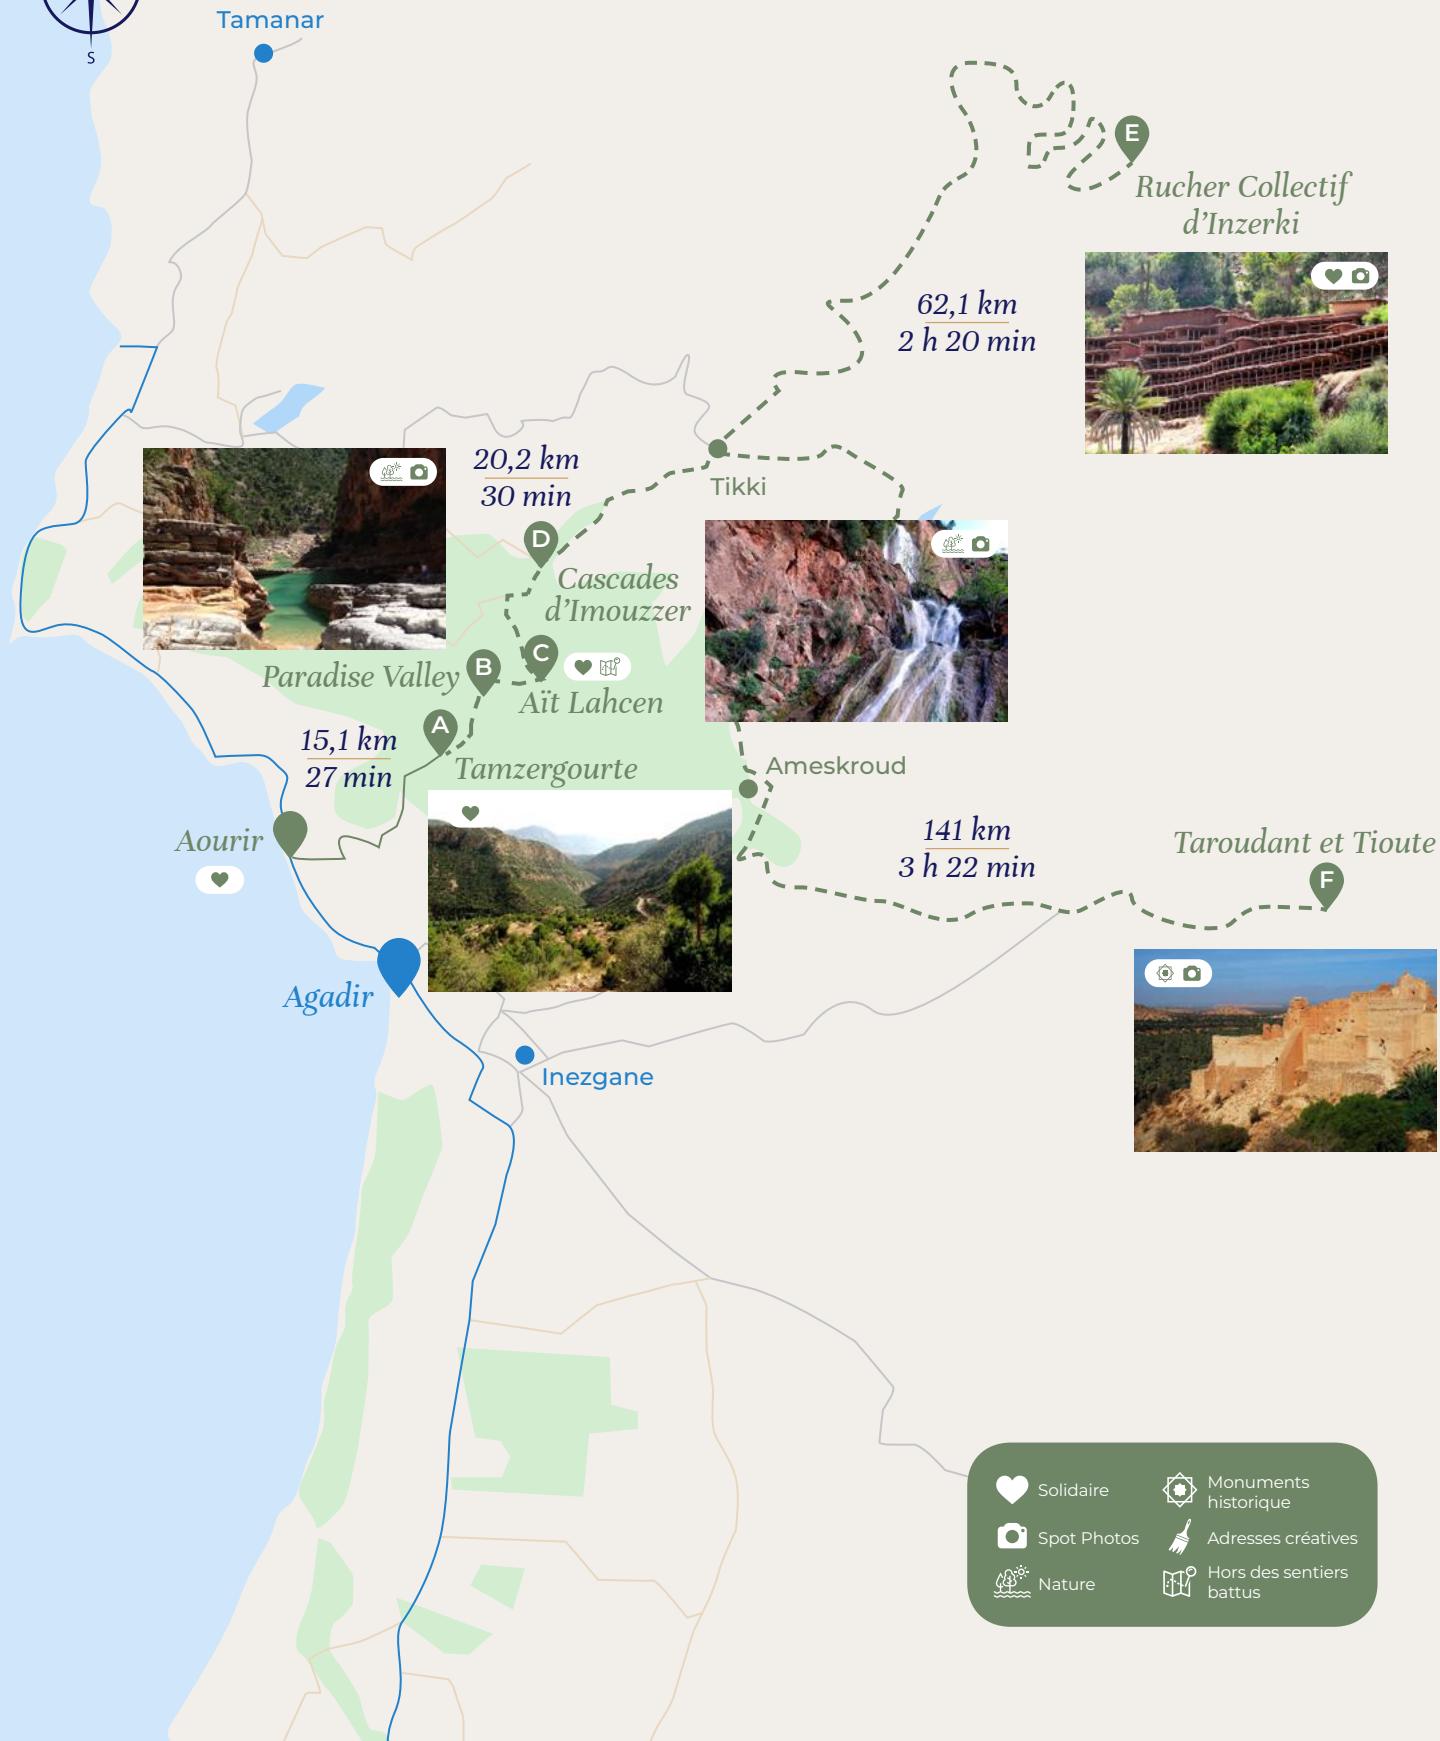 S
Tamanar
E
Rucher Collectif
d’Inzerki
62,1 km
2 h 20 min
20,2 km
30 min
Tikki
D
Cascades
d’Imouzzer
C
B
Paradise Valley
Aït Lahcen
A
15,1 km
27 min
Tamzergourte
Ameskroud
Aourir
141 km
3 h 22 min
Taroudant et Tioute
F
Agadir
Inezgane
Solidaire
Spot Photos
Nature
Monuments
historique
Adresses créatives
Hors des sentiers
battus